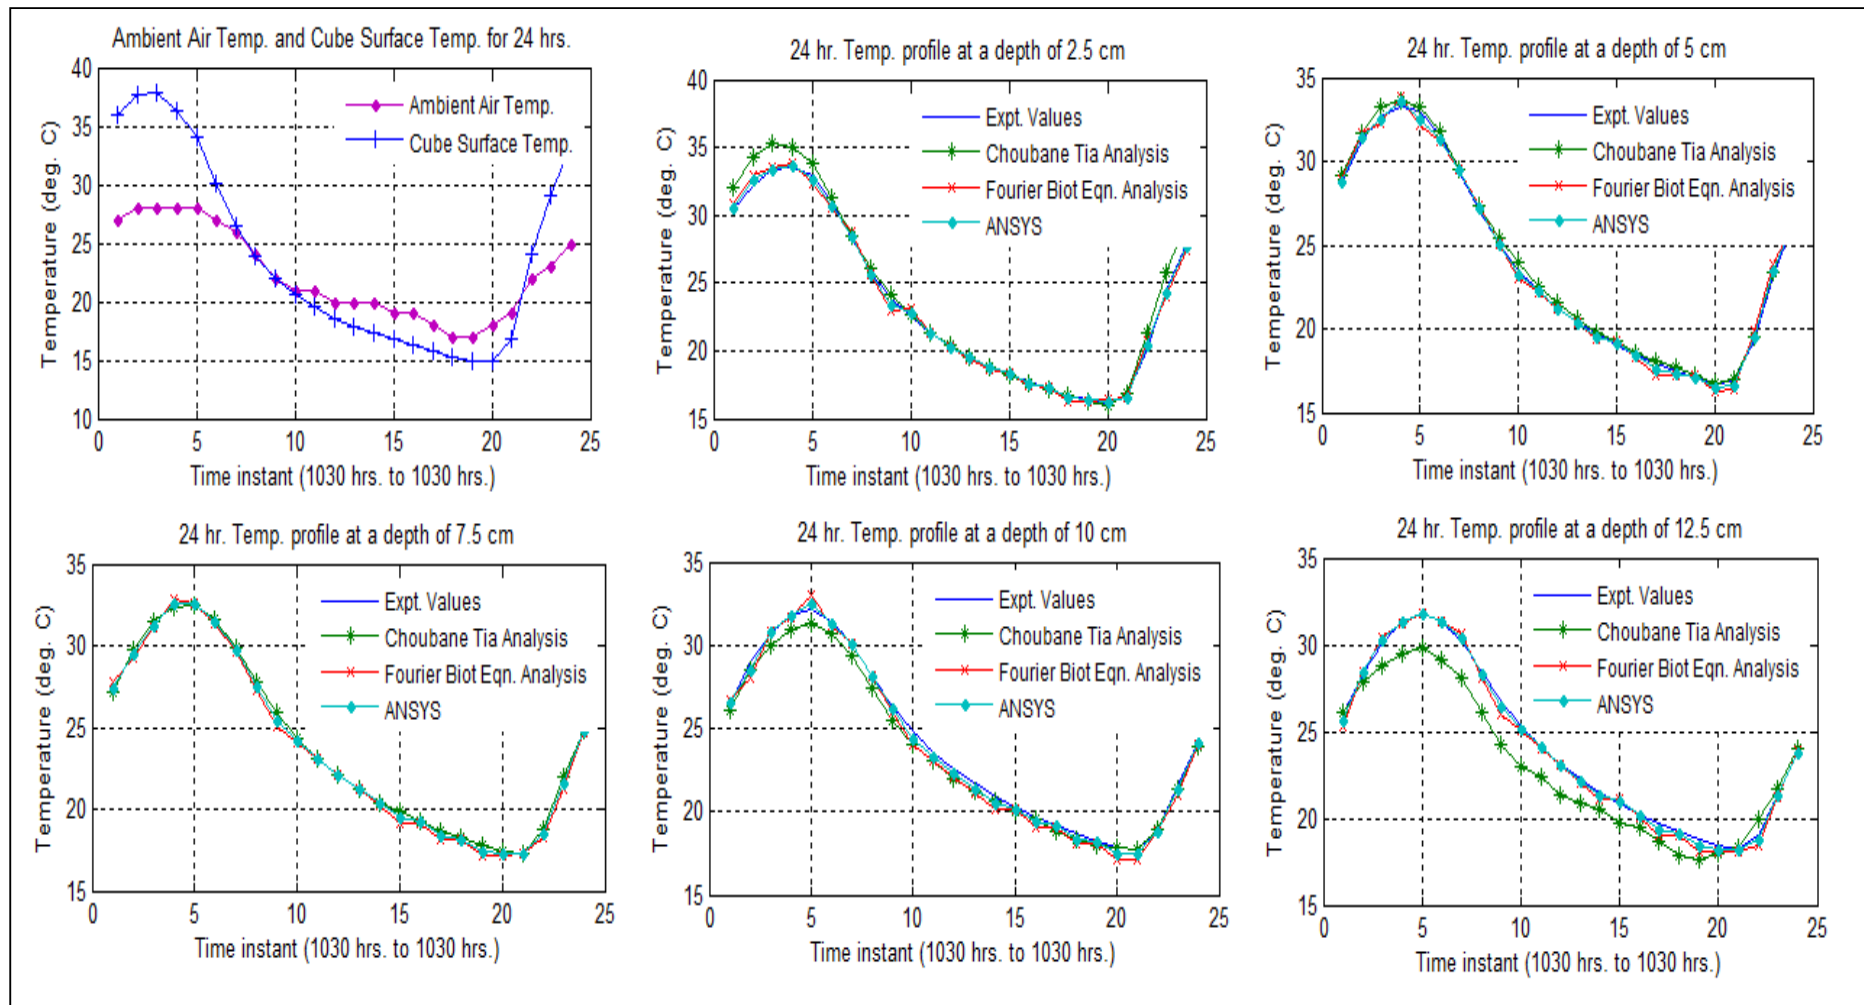 Ambient Air Temp. and Cube Surface Temp. for 24 hrs.
40
35
30
25
20
15
10
0
5
10
15
20
25
Temperature (deg. C)
Time instant (1030 hrs. to 1030 hrs.)
Ambient Air Temp.
Cube Surface Temp.
24 hr. Temp. profile at a depth of 2.5 cm
40
35
30
25
20
15
0
5
10
15
20
25
Temperature (deg. C)
Time instant (1030 hrs. to 1030 hrs.)
Expt. Values
Choubane Tia Analysis
Fourier Biot Eqn. Analysis
ANSYS
24 hr. Temp. profile at a depth of 5 cm
35
30
25
20
15
0
5
10
15
20
25
Temperature (deg. C)
Time instant (1030 hrs. to 1030 hrs.)
Expt. Values
Choubane Tia Analysis
Fourier Biot Eqn. Analysis
ANSYS
24 hr. Temp. profile at a depth of 7.5 cm
35
30
25
20
15
0
5
10
15
20
25
Temperature (deg. C)
Time instant (1030 hrs. to 1030 hrs.)
Expt. Values
Choubane Tia Analysis
Fourier Biot Eqn. Analysis
ANSYS
24 hr. Temp. profile at a depth of 10 cm
35
30
25
20
15
0
5
10
15
20
25
Temperature (deg. C)
Time instant (1030 hrs. to 1030 hrs.)
Expt. Values
Choubane Tia Analysis
Fourier Biot Eqn. Analysis
ANSYS
24 hr. Temp. profile at a depth of 12.5 cm
35
30
25
20
15
0
5
10
15
20
25
Temperature (deg. C)
Time instant (1030 hrs. to 1030 hrs.)
Expt. Values
Choubane Tia Analysis
Fourier Biot Eqn. Analysis
ANSYS